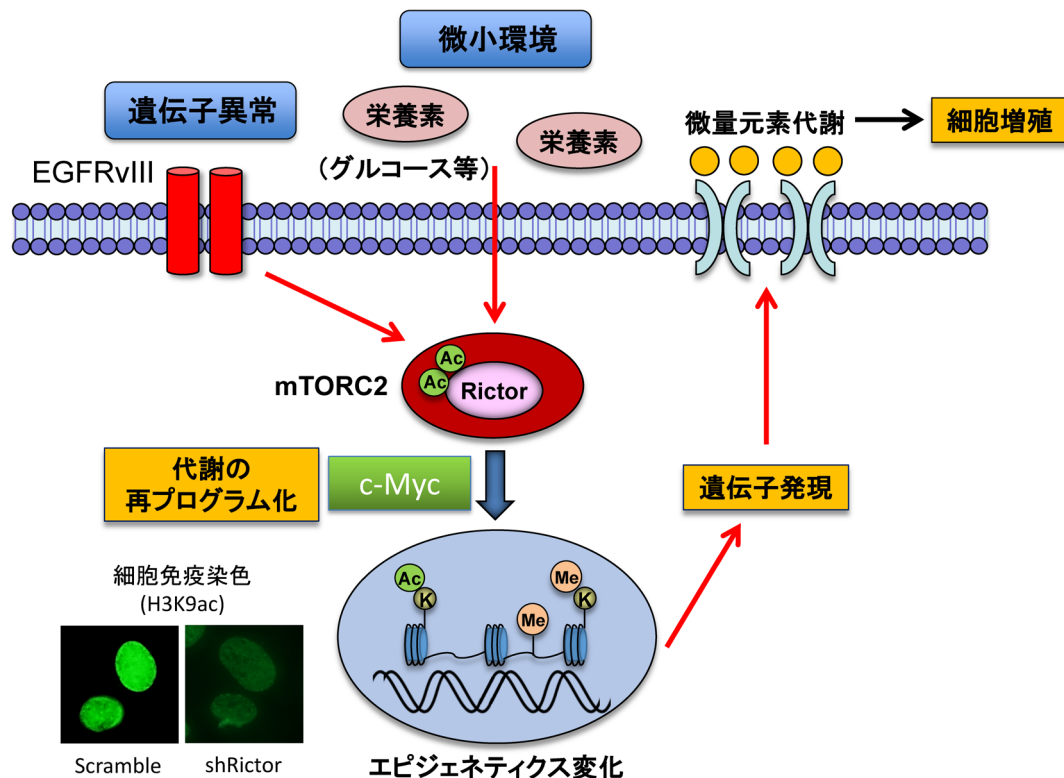 微小環境
遺伝子異常
栄養素
栄養素
(グルコース等)
EGFRvIII
微量元素代謝
細胞増殖
Ac
Ac
Rictor
mTORC2
代謝の
再プログラム化
c-Myc
遺伝子発現
細胞免疫染色
(H3K9ac)
Ac
K
Me
Me
K
Scramble
shRictor
エピジェネティクス変化